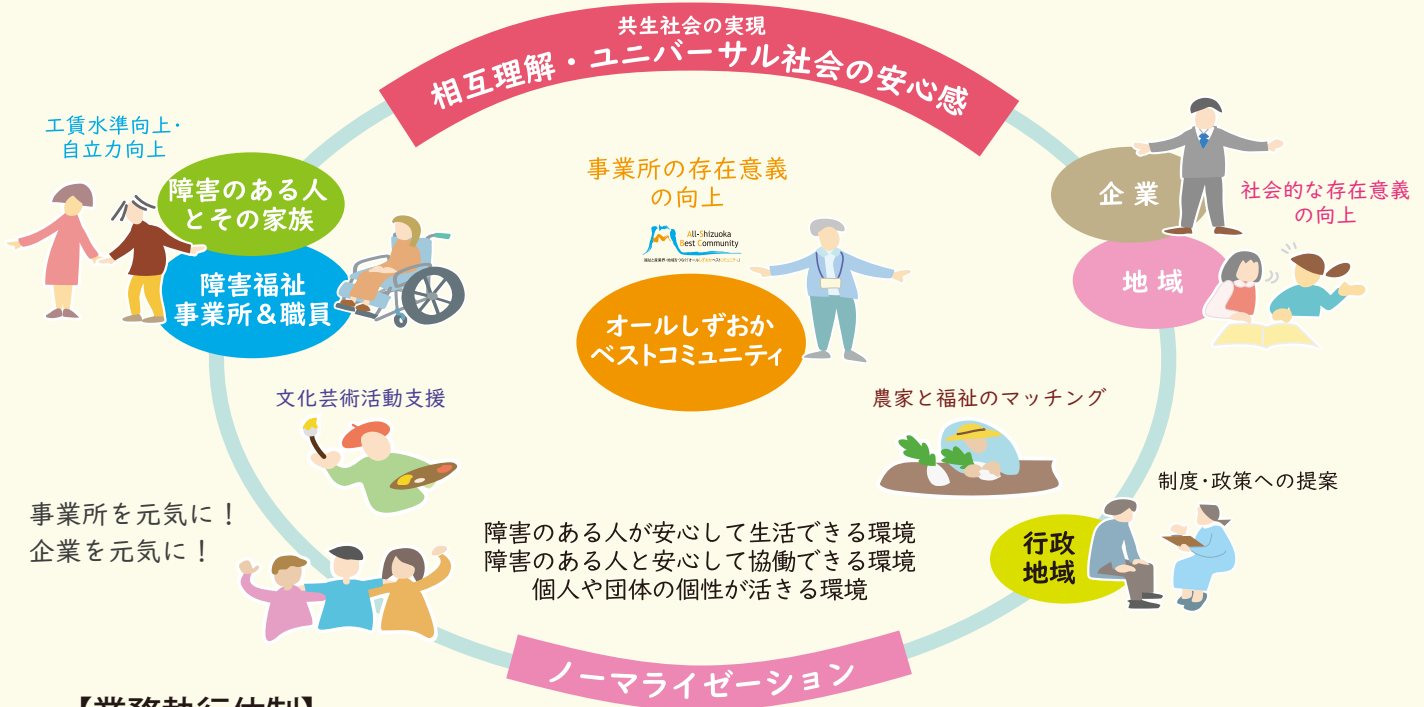 共生社会の実現
相互理解・ユニバーサル社会の安心感
工賃水準向上・
自立力向上
障害のある人
とその家族
障害福祉
事業所＆職員
事業所の存在意義
の向上
All-Shizuoka
Best Community
オールしずおか
ベストコミュニティ
企業
社会的な存在意義
の向上
地域
文化芸術活動支援
農家と福祉のマッチング
制度・政策への提案
行政
地域
事業所を元気に！
企業を元気に！
障害のある人が安心して生活できる環境
障害のある人と安心して協働できる環境
個人や団体の個性が活きる環境
ノーマライゼーション
【業務執行体制】